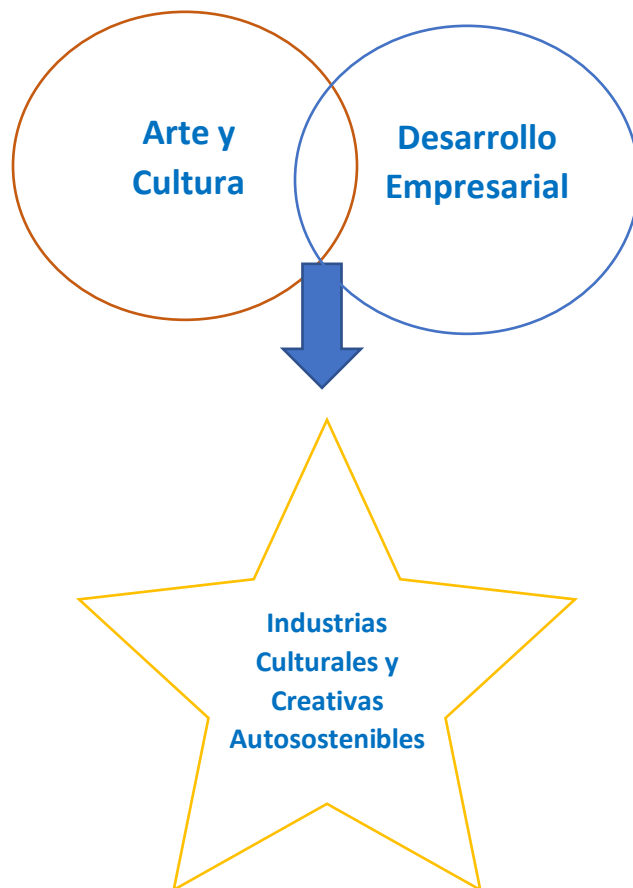 Arte y
Cultura
Desarrollo
Empresarial
Industrias
Culturales y
Creativas
Autosostenibles